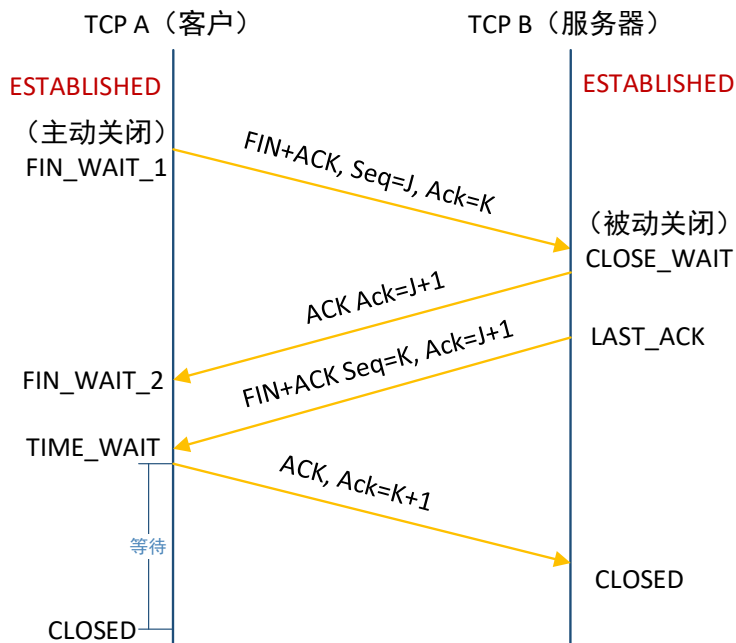 TCP A（客户）
TCP B（服务器）
ESTABLISHED
ESTABLISHED
（主动关闭）
FIN_WAIT_1
FIN+ACK, Seq=J, Ack=K
（被动关闭）
CLOSE_WAIT
ACK Ack=J+1
LAST_ACK
FIN_WAIT_2
FIN+ACK Seq=K, Ack=J+1
TIME_WAIT
ACK, Ack=K+1
等待
CLOSED
CLOSED